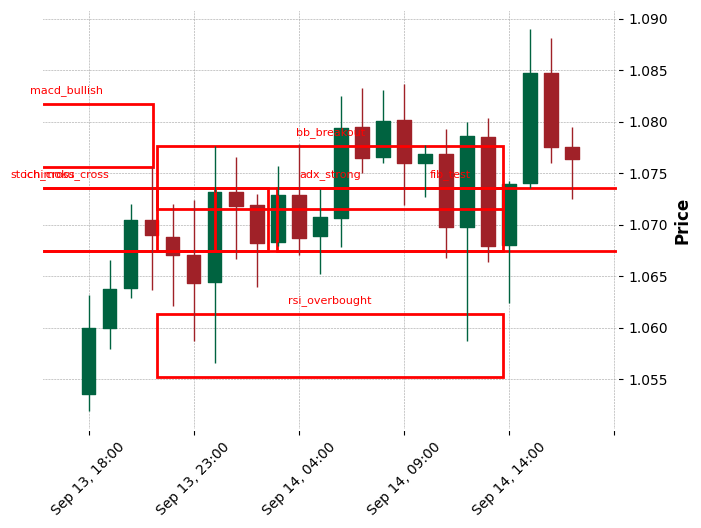 1.090
1.085
macd_bullish
1.080
bb_breakout
1.075
adx_strong
1.070
Price
1.065
rsi_overbought
1.060
1.055
Sep 13, 18:00
Sep 13, 23:00
Sep 14, 04:00
Sep 14, 09:00
Sep 14, 14:00